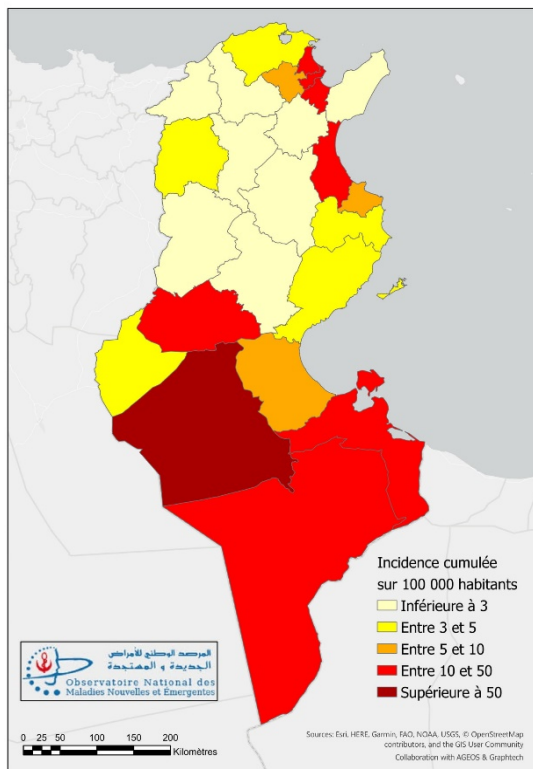 Incidence cumulée
sur 100 000 habitants
Inférieure à 3
Entre 3 et 5
Entre 5 et 10
Entre 10 et 50
Supérieure à 50
المرصد الوطني للأمراض
الجديدة و المستجدة
Observatoire National des
Maladies Nouvelles et Émergentes
0 25 50 100 150 200
Kilomètres
Sources: Esri, HERE, Garmin, FAO, NOAA, USGS, © OpenStreetMap
contributors, and the GIS User Community
Collaboration with AGEOS & Graphtech